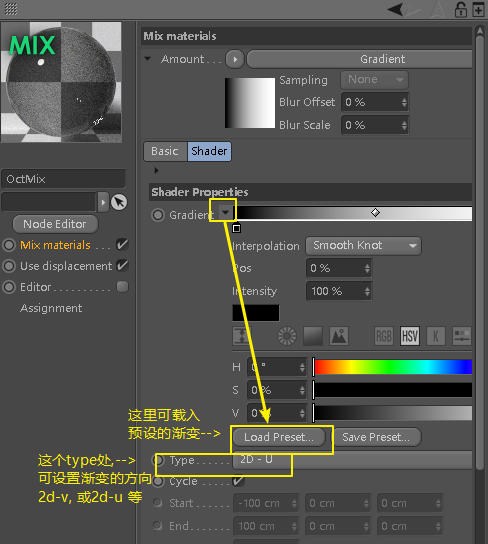 MIX
OctMix
Node Editor
Mix materials . . . .
Use displacement
Editor . . . . . . . . . .
Assignment
Mix materials
Amount . . .
Gradient
Sampling
None
Blur Offset
0 %
Blur Scale
0 %
Basic
Shader
Shader Properties
Gradient
Interpolation
Smooth Knot
Pos
0 %
Intensity
100 %
RGB
HSV
K
H
0 °
S
0 %
V
这里可载入
预设的渐变-->
Load Preset...
Save Preset...
这个type处,-->
可设置渐变的方向
2d-v, 或2d-u 等
Type . . . . . .
2D - U
Cycle . . . . .
Start . . . . . .
-100 cm
0 cm
0 cm
End. . . . . . .
100 cm
0 cm
0 cm